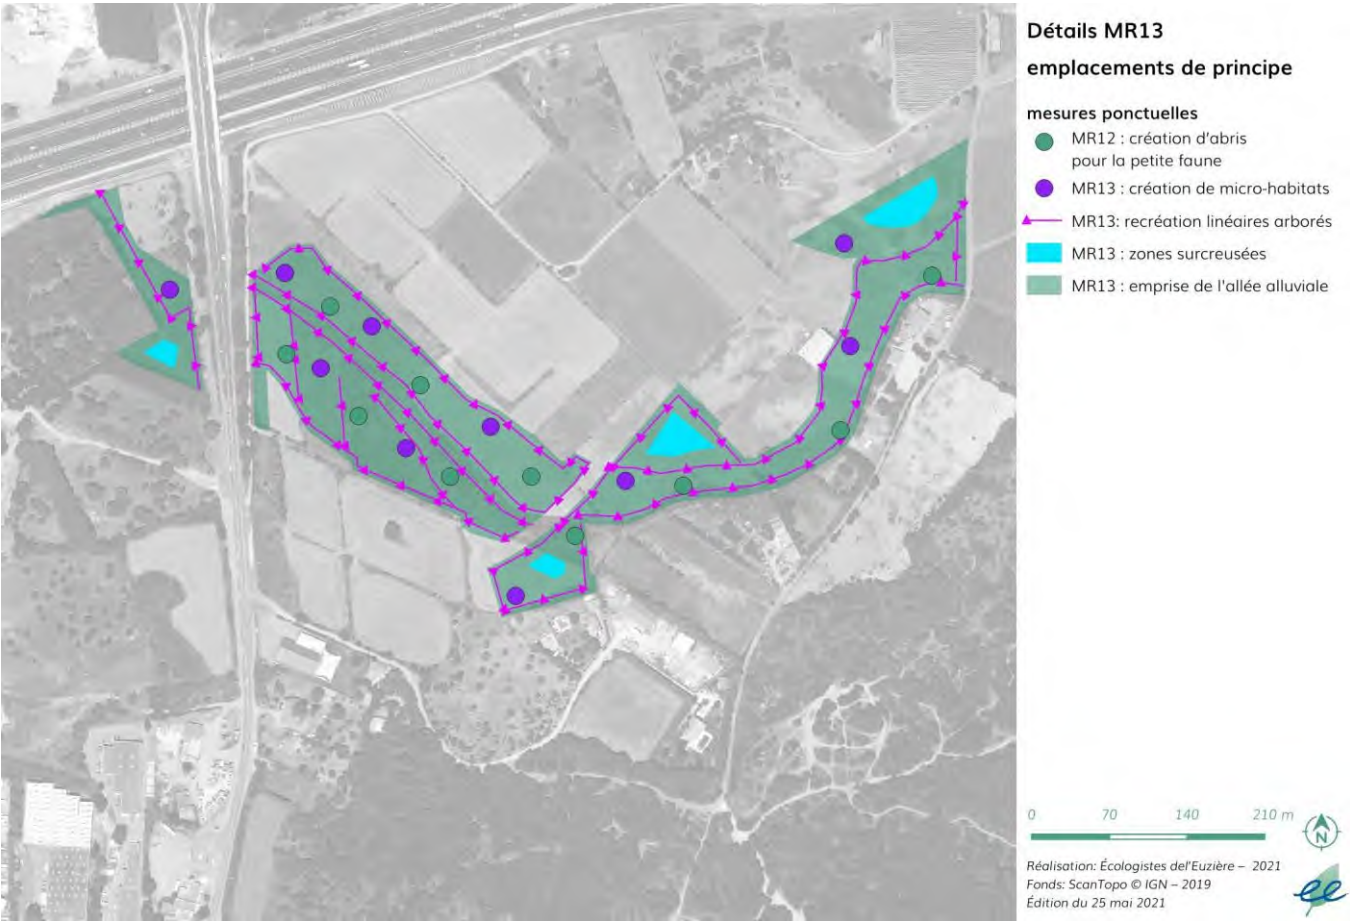 Détails MR13
emplacements de principe
mesures ponctuelles
MR12 : création d'abris
pour la petite faune
MR13 : création de micro-habitats
MR13: recréation linéaires arborés
MR13 : zones surcreusées
MR13 : emprise de l'allée alluviale
0 70 140 210 m
N
Réalisation: Écologistes del'Euzière – 2021
Fonds: ScanTopo © IGN – 2019
Édition du 25 mai 2021
ee